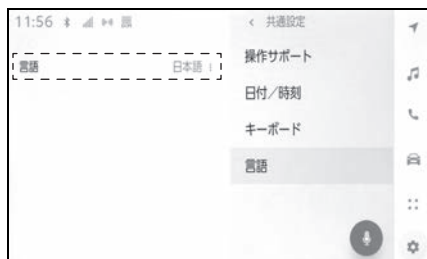 11:56
言語
日本語
共通設定
操作サポート
日付／時刻
キーボード
言語